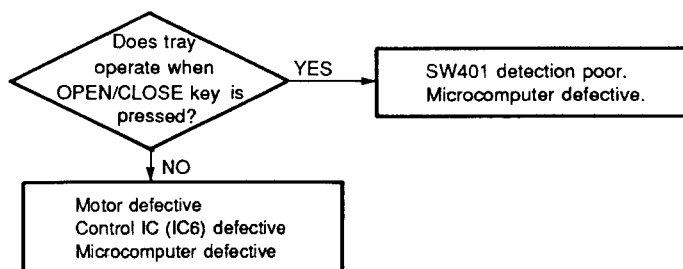 Does tray
operate when
OPEN/CLOSE key is
pressed?
YES
SW401 detection poor.
Microcomputer defective.
NO
Motor defective
Control IC (IC6) defective
Microcomputer defective